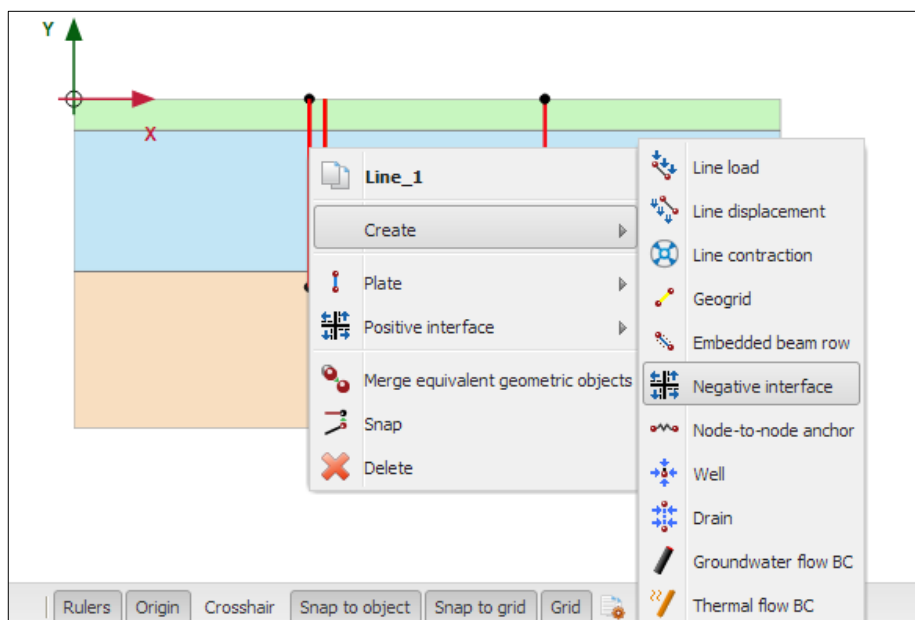 Y
X
Line_1
Create
Plate
Positive interface
Merge equivalent geometric objects
Snap
Delete
Line load
Line displacement
Line contraction
Geogrid
Embedded beam row
Negative interface
Node-to-node anchor
Well
Drain
Groundwater flow BC
Thermal flow BC
Rulers Origin Crosshair Snap to object Snap to grid Grid